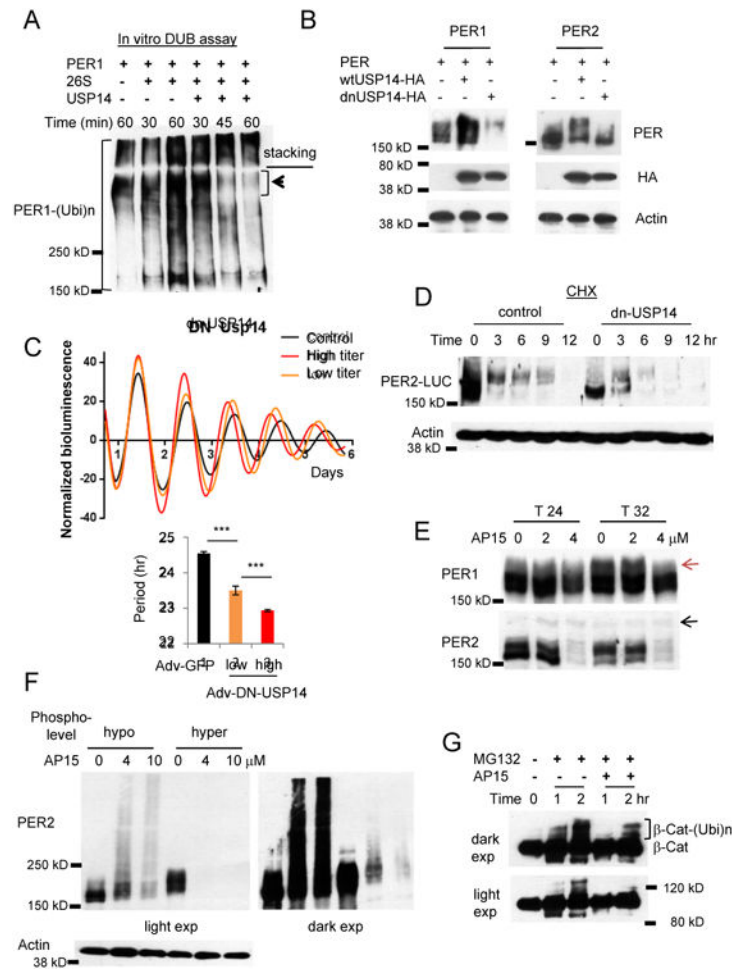 A
In vitro DUB assay
PER1 + + + + + +
26S - + + + + +
USP14 - - - + + +
Time (min) 60 30 60 30 45 60
stacking
PER1-(Ubi)n
250 kD
150 kD
B
PER1 PER2
PER + + + + + +
wtUSP14-HA + +
dnUSP14-HA + +
PER
150 kD
80 kD
HA
38 kD
Actin
38 kD
C
DN Usp14
Normalized bioluminescence
40
20
0
-20
-40
1 2 3 4 5 6
Days
Control
High titer
Low titer
Period (hr)
25
24
23
22
*** ***
1 2 3
Adv-GFP low high
Adv-DN-USP14
D
CHX
control dn-USP14
Time 0 3 6 9 12 0 3 6 9 12 hr
PER2-LUC
150 kD
Actin
38 kD
E
T 24 T 32
AP15 0 2 4 0 2 4 μM
PER1
150 kD
PER2
150 kD
F
Phospho-
level hypo hyper
AP15 0 4 10 0 4 10 μM
PER2
250 kD
150 kD
light exp dark exp
Actin
38 kD
G
MG132 - + + + +
AP15 + +
Time 0 1 2 1 2 hr
dark
exp
β-Cat-(Ubi)n
β-Cat
light
exp
120 kD
80 kD